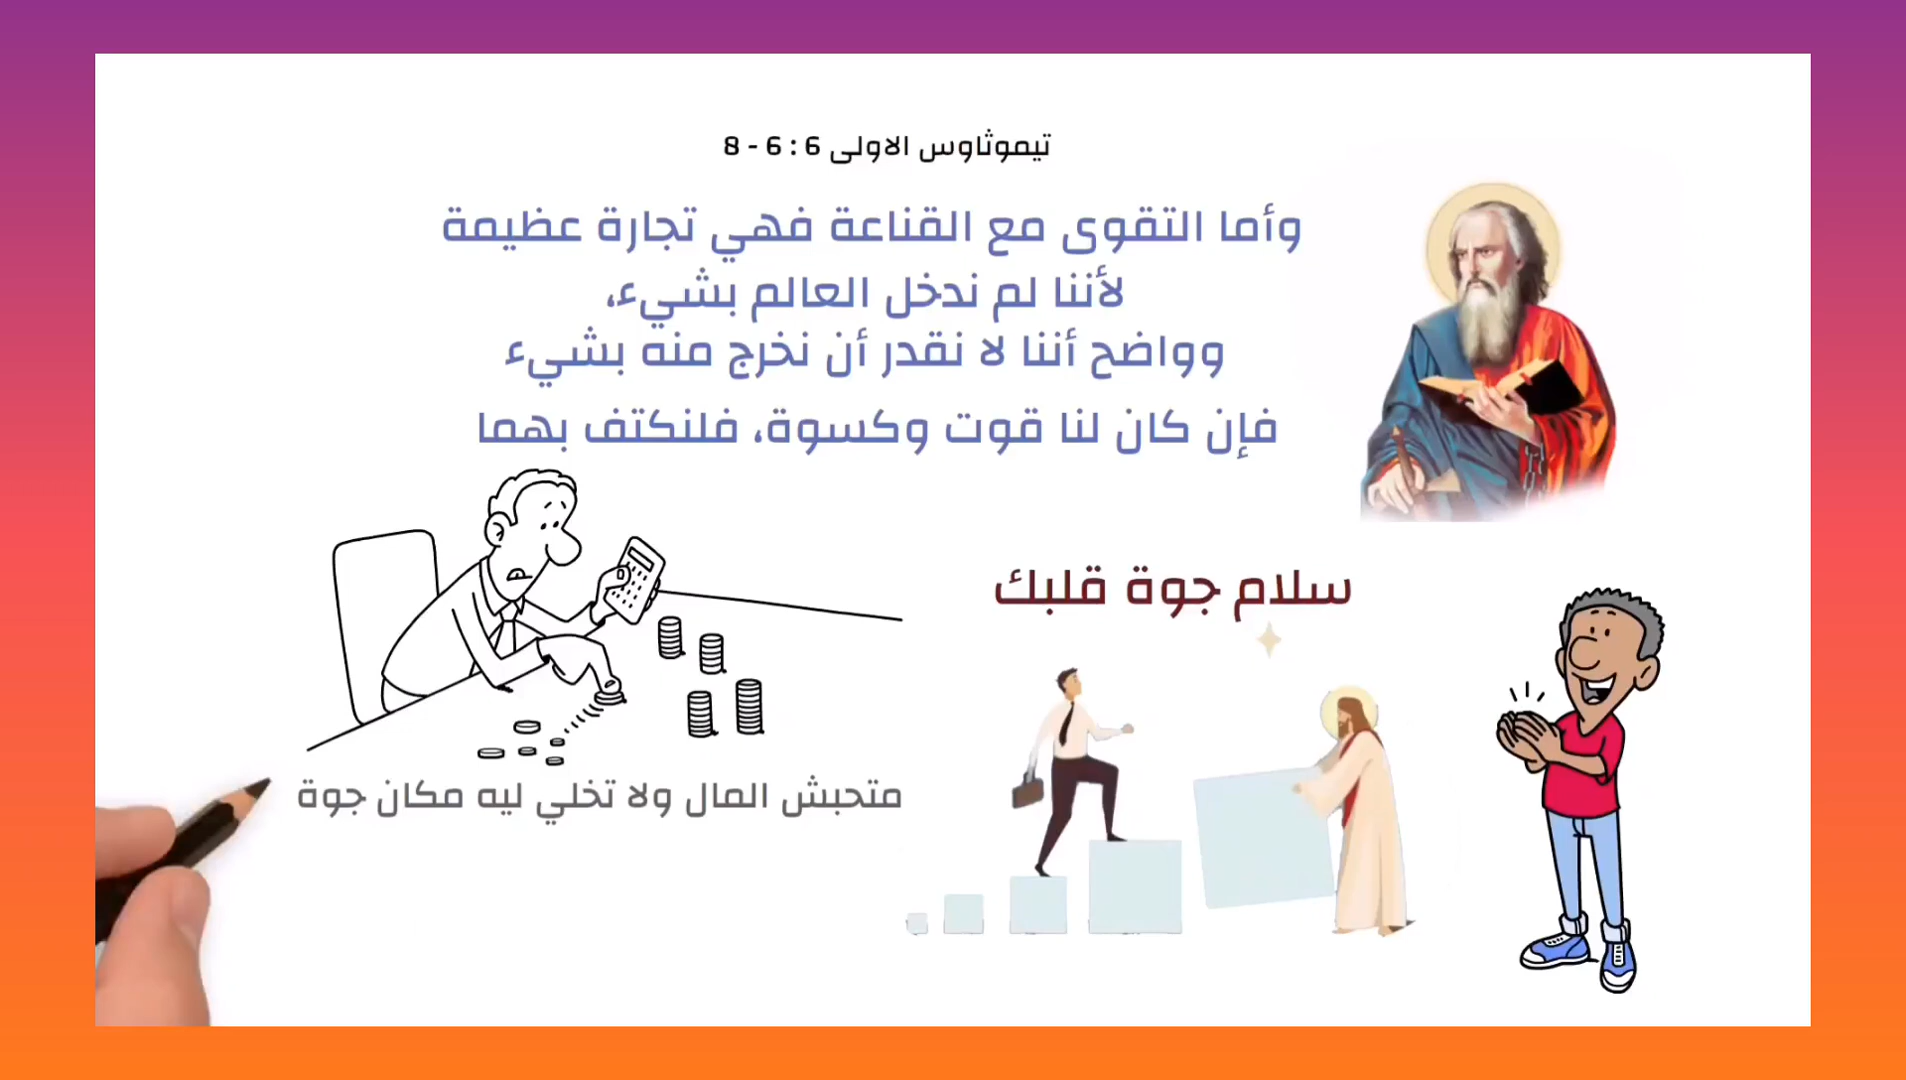 تيموثاوس الاولى 6 : 6 - 8
وأما التقوى مع القناعة فهي تجارة عظيمة
لأننا لم ندخل العالم بشيء،
وواضح أننا لا نقدر أن نخرج منه بشيء
فإن كان لنا قوت وكسوة، فلنكتف بهما
سلام جوة قلبك
متحبش المال ولا تخلي ليه مكان جوة